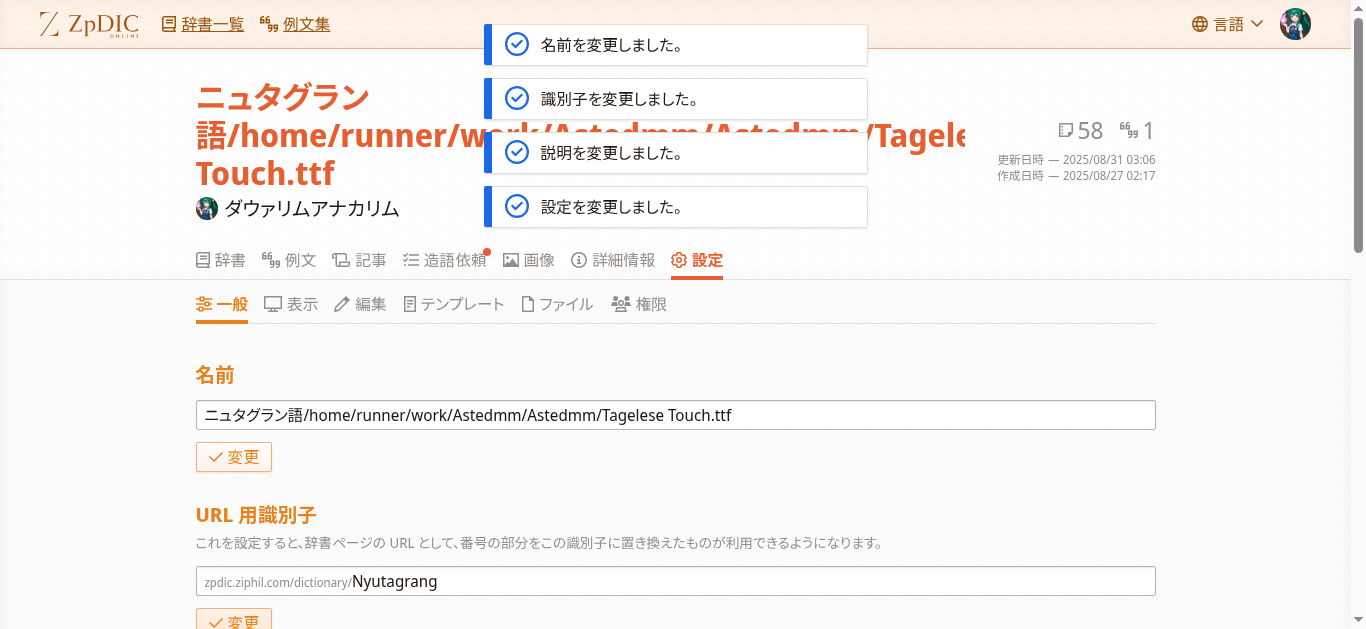 ZpDIC ONLINE 辞書一覧 例文集 言語
名前を変更しました。
識別子を変更しました。
説明を変更しました。
設定を変更しました。
ニュタグラン
語/home/runner/work/Astedmm/Astedmm/Tagele
Touch.ttf
ダウァリムアナカリム
58 1
更新日時 — 2025/08/31 03:06
作成日時 — 2025/08/27 02:17
辞書 例文 記事 造語依頼 画像 詳細情報 設定
一般 表示 編集 テンプレート ファイル 権限
名前
ニュタグラン語/home/runner/work/Astedmm/Astedmm/Tagelese Touch.ttf
変更
URL 用識別子
これを設定すると、辞書ページの URL として、番号の部分をこの識別子に置き換えたものが利用できるようになります。
zpdic.ziphil.com/dictionary/Nyutagrang
変更